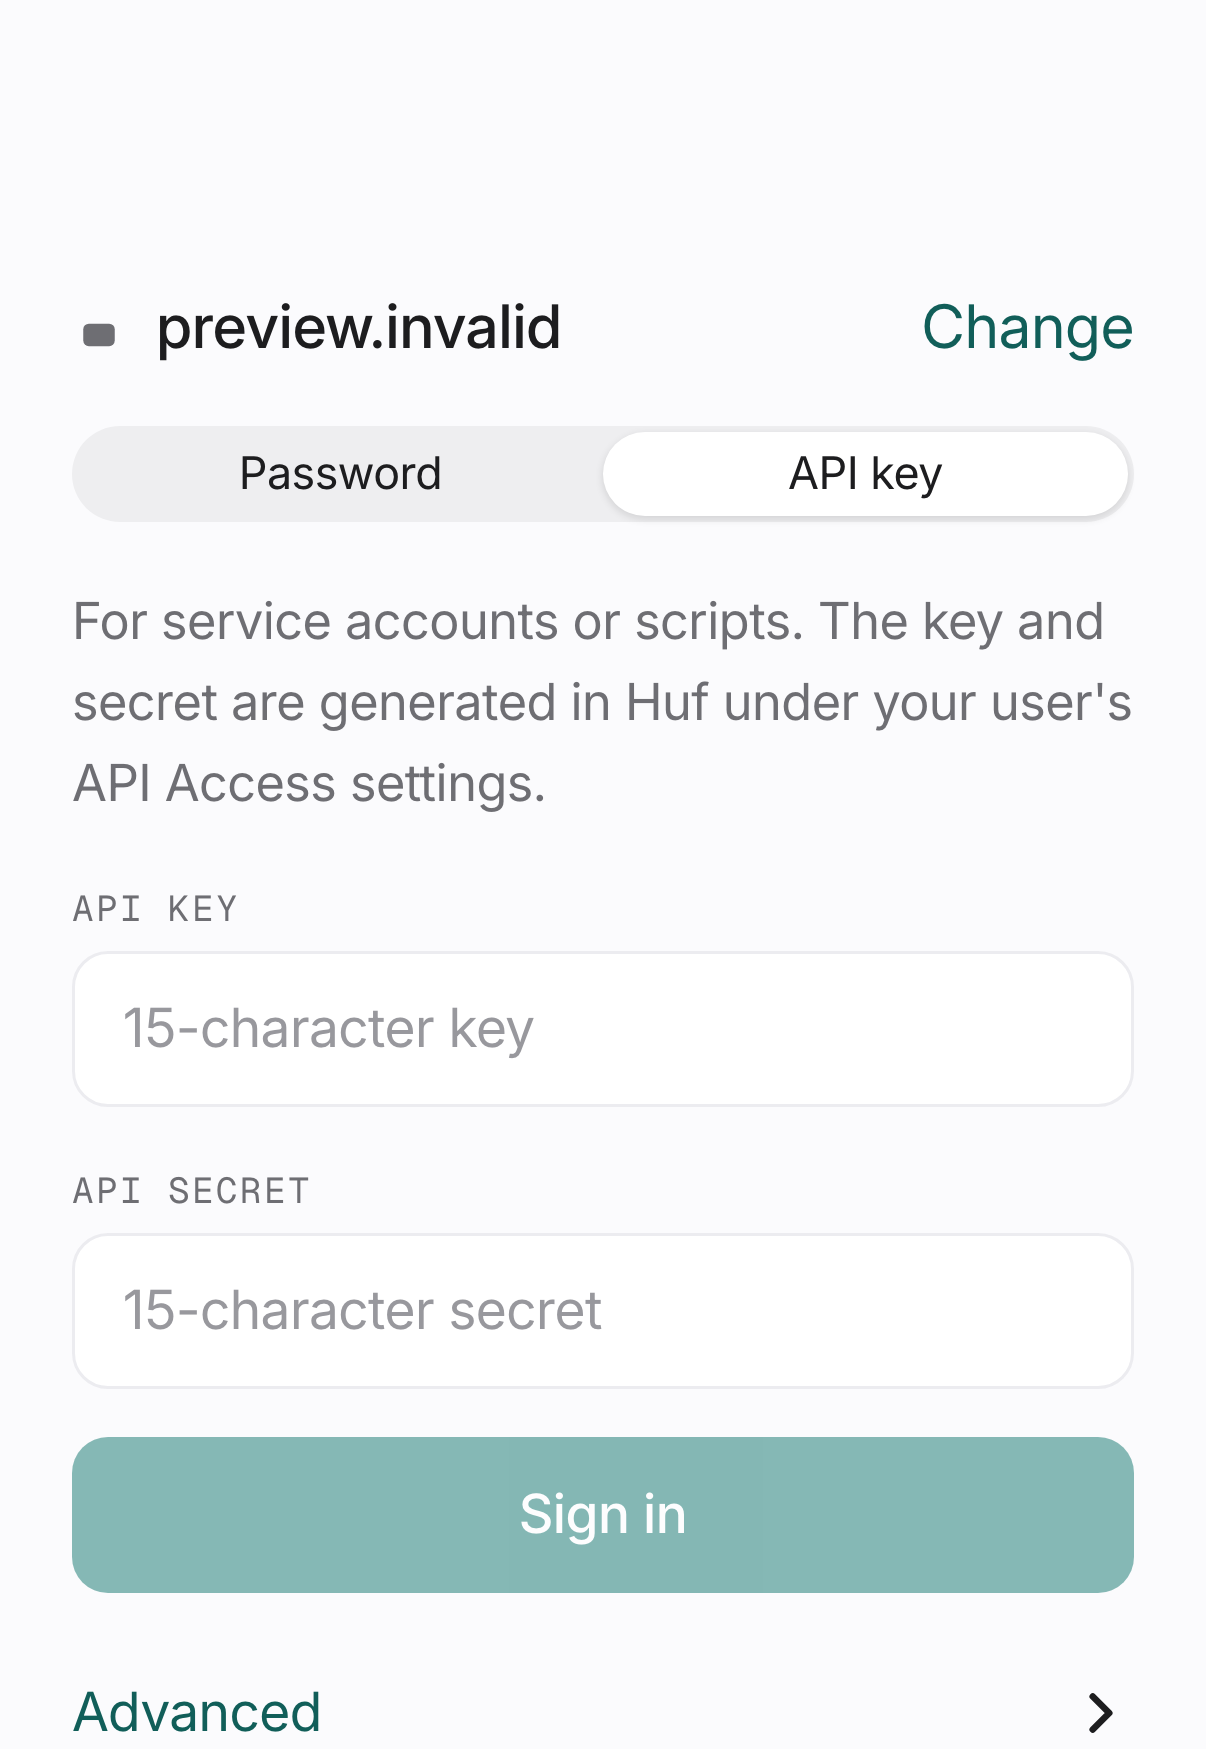 preview.invalid
Change
Password
API key
For service accounts or scripts. The key and
secret are generated in Huf under your user's
API Access settings.
API KEY
15-character key
API SECRET
15-character secret
Sign in
Advanced